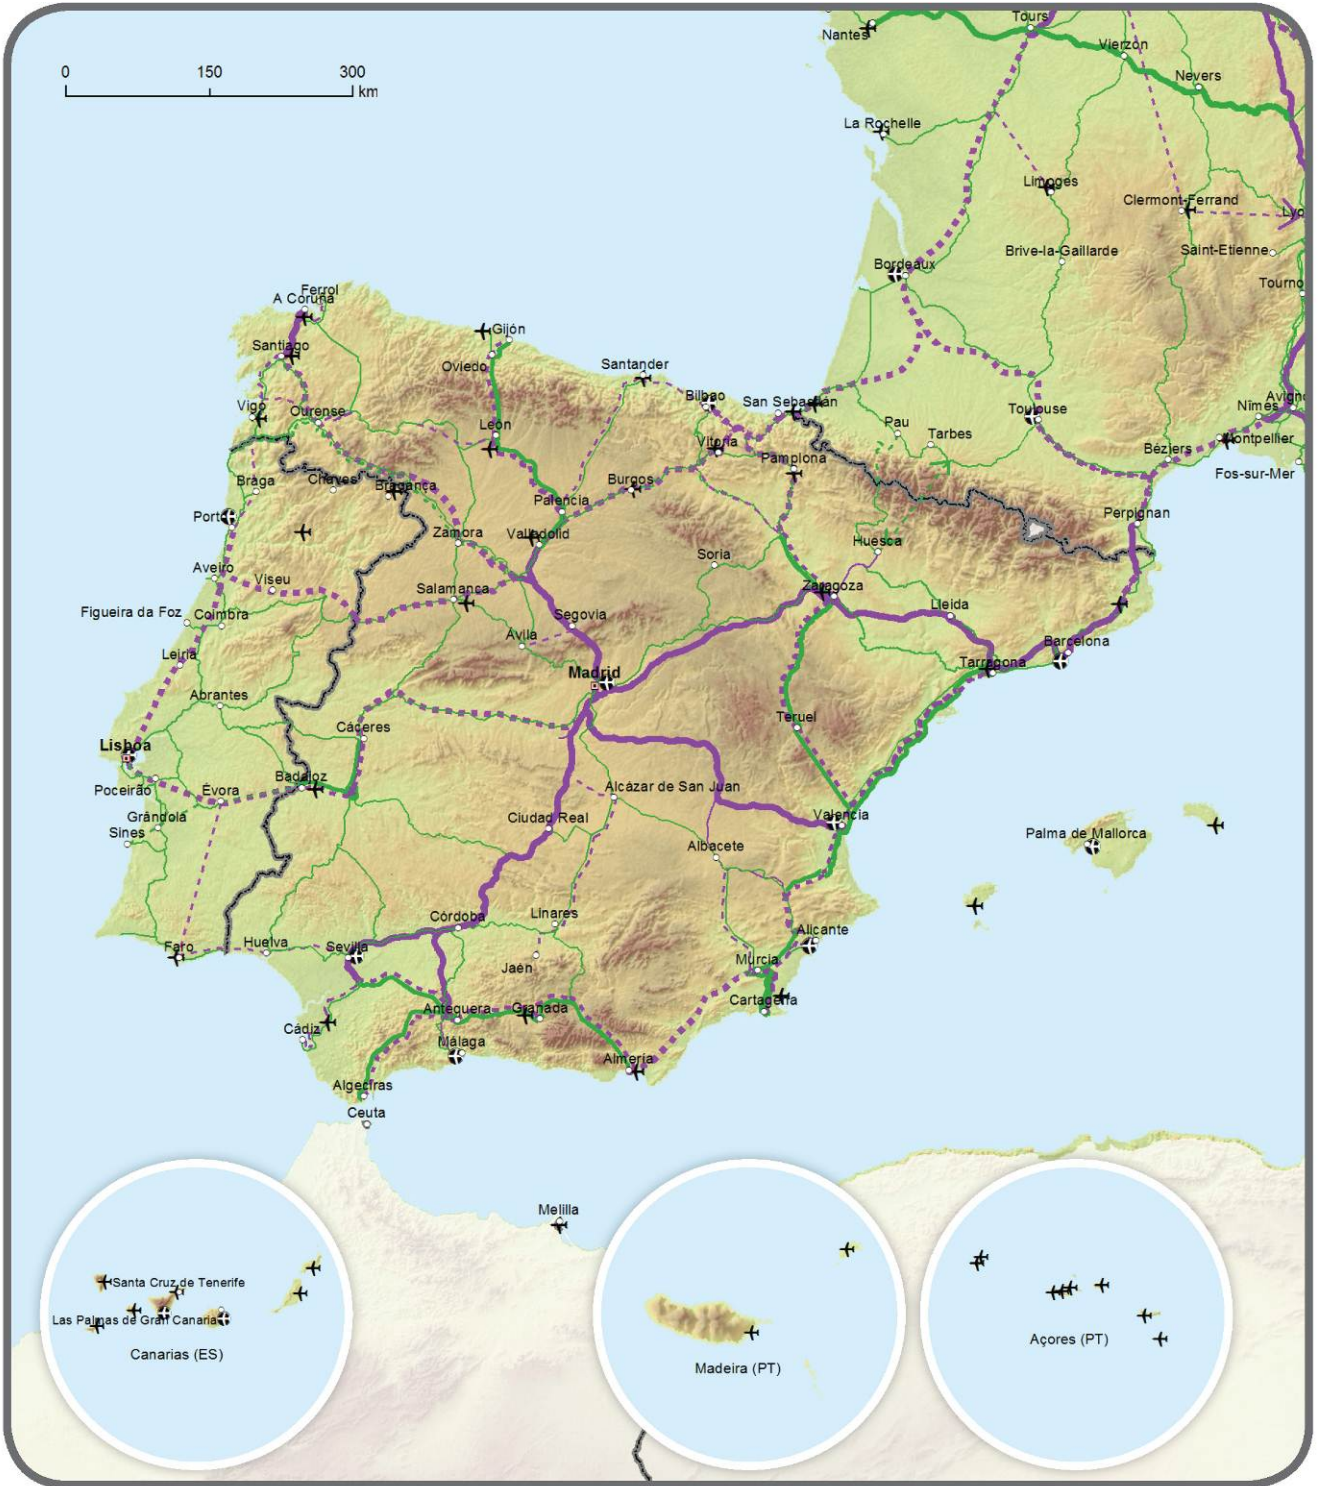 Tours
Nantes
Vierzon
Nevers
0 150 300
km
La Rochelle
Limoges
Clermont-Ferrand
Lyo
Brive-la-Gaillarde
Saint-Etienne
Bordeaux
Tourno
Ferrol
A Coruña
Gijón
Santiago
Oviedo
Santander
Bilbao
San Sebastián
Avigno
Nîmes
Vigo
Ourense
León
Toulouse
Pau
Tarbes
Montpellier
Vitoria
Béziers
Pamplona
Fos-sur-Mer
Braga
Chaves
Bragança
Burgos
Palencia
Perpignan
Porto
Zamora
Valladolid
Huesca
Soria
Aveiro
Viseu
Salamanca
Zaragoza
Lleida
Figueira da Foz
Coimbra
Segovia
Ávila
Barcelona
Leiria
Tarragona
Madrid
Abrantes
Teruel
Cáceres
Lisboa
Badajoz
Poceirão
Évora
Alcázar de San Juan
Grândola
Ciudad Real
Valencia
Sines
Palma de Mallorca
Albacete
Córdoba
Linares
Alicante
Faro
Huelva
Sevilla
Murcia
Jaén
Cartagena
Antequera
Granada
Cádiz
Málaga
Almería
Algeciras
Ceuta
Melilla
Santa Cruz de Tenerife
Las Palmas de Gran Canaria
Canarias (ES)
Madeira (PT)
Açores (PT)